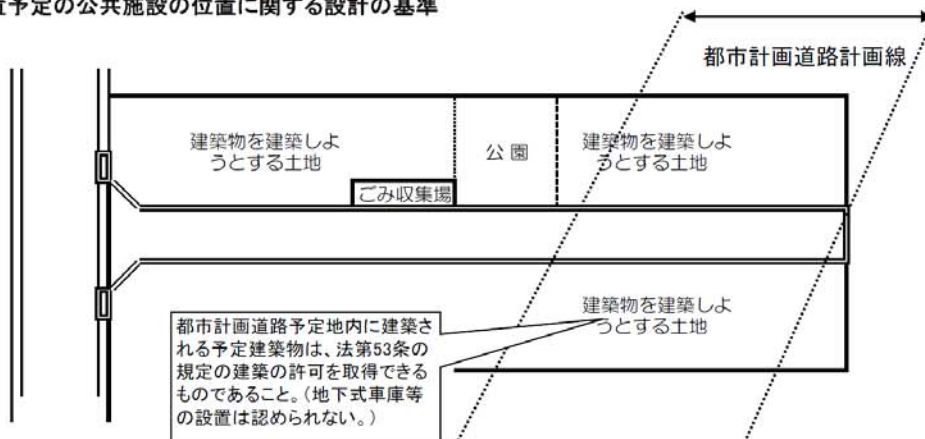 置予定の公共施設の位置に関する設計の基準
都市計画道路計画線
建築物を建築しよ
うとする土地
公園
建築物を建築しよ
うとする土地
ごみ収集場
建築物を建築しよ
うとする土地
都市計画道路予定地内に建築さ
れる予定建築物は、法第53条の
規定の建築の許可を取得できる
ものであること。(地下式車庫等
の設置は認められない。)